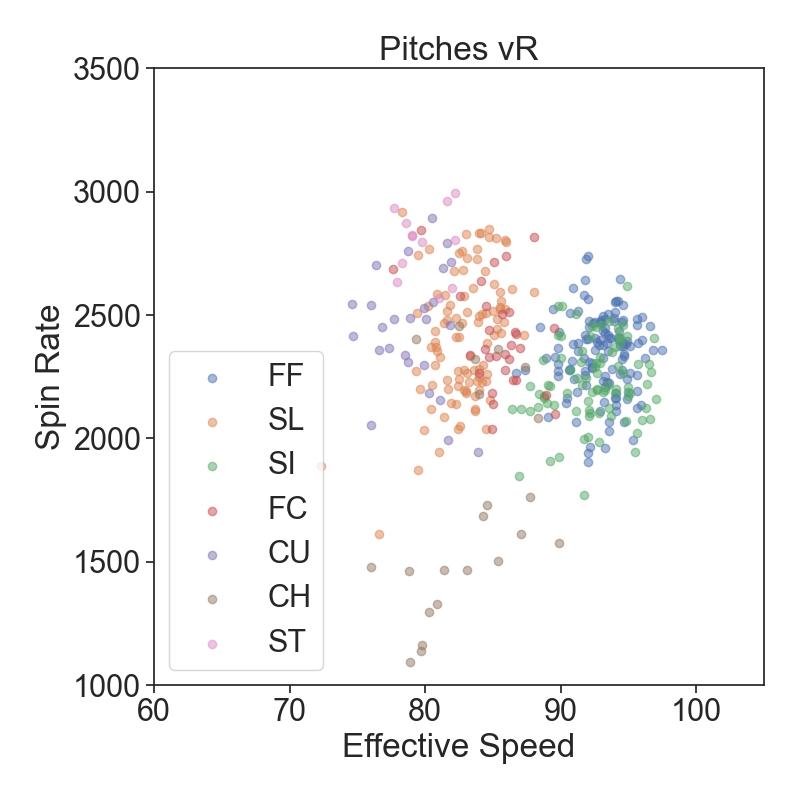 Pitches vR
3500
3000
2500
2000
1500
1000
Spin Rate
FF
SL
SI
FC
CU
CH
ST
60 70 80 90 100
Effective Speed